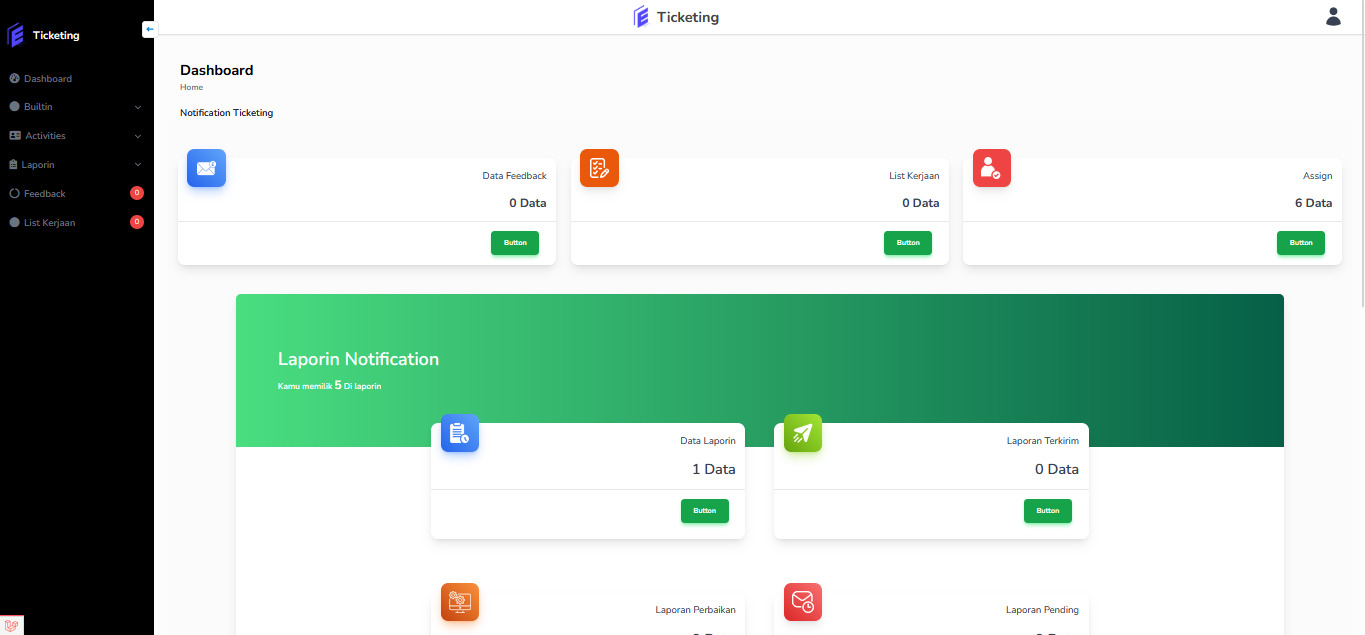 Ticketing
Ticketing
Dashboard
Builtin
Activities
Laporin
Feedback 0
List Kerjaan 0
Dashboard
Home
Notification Ticketing
Data Feedback
0 Data
Button
List Kerjaan
0 Data
Button
Assign
6 Data
Button
Laporin Notification
Kamu memilik 5 Di laporin
Data Laporin
1 Data
Button
Laporan Terkirim
0 Data
Button
Laporan Perbaikan
Laporan Pending